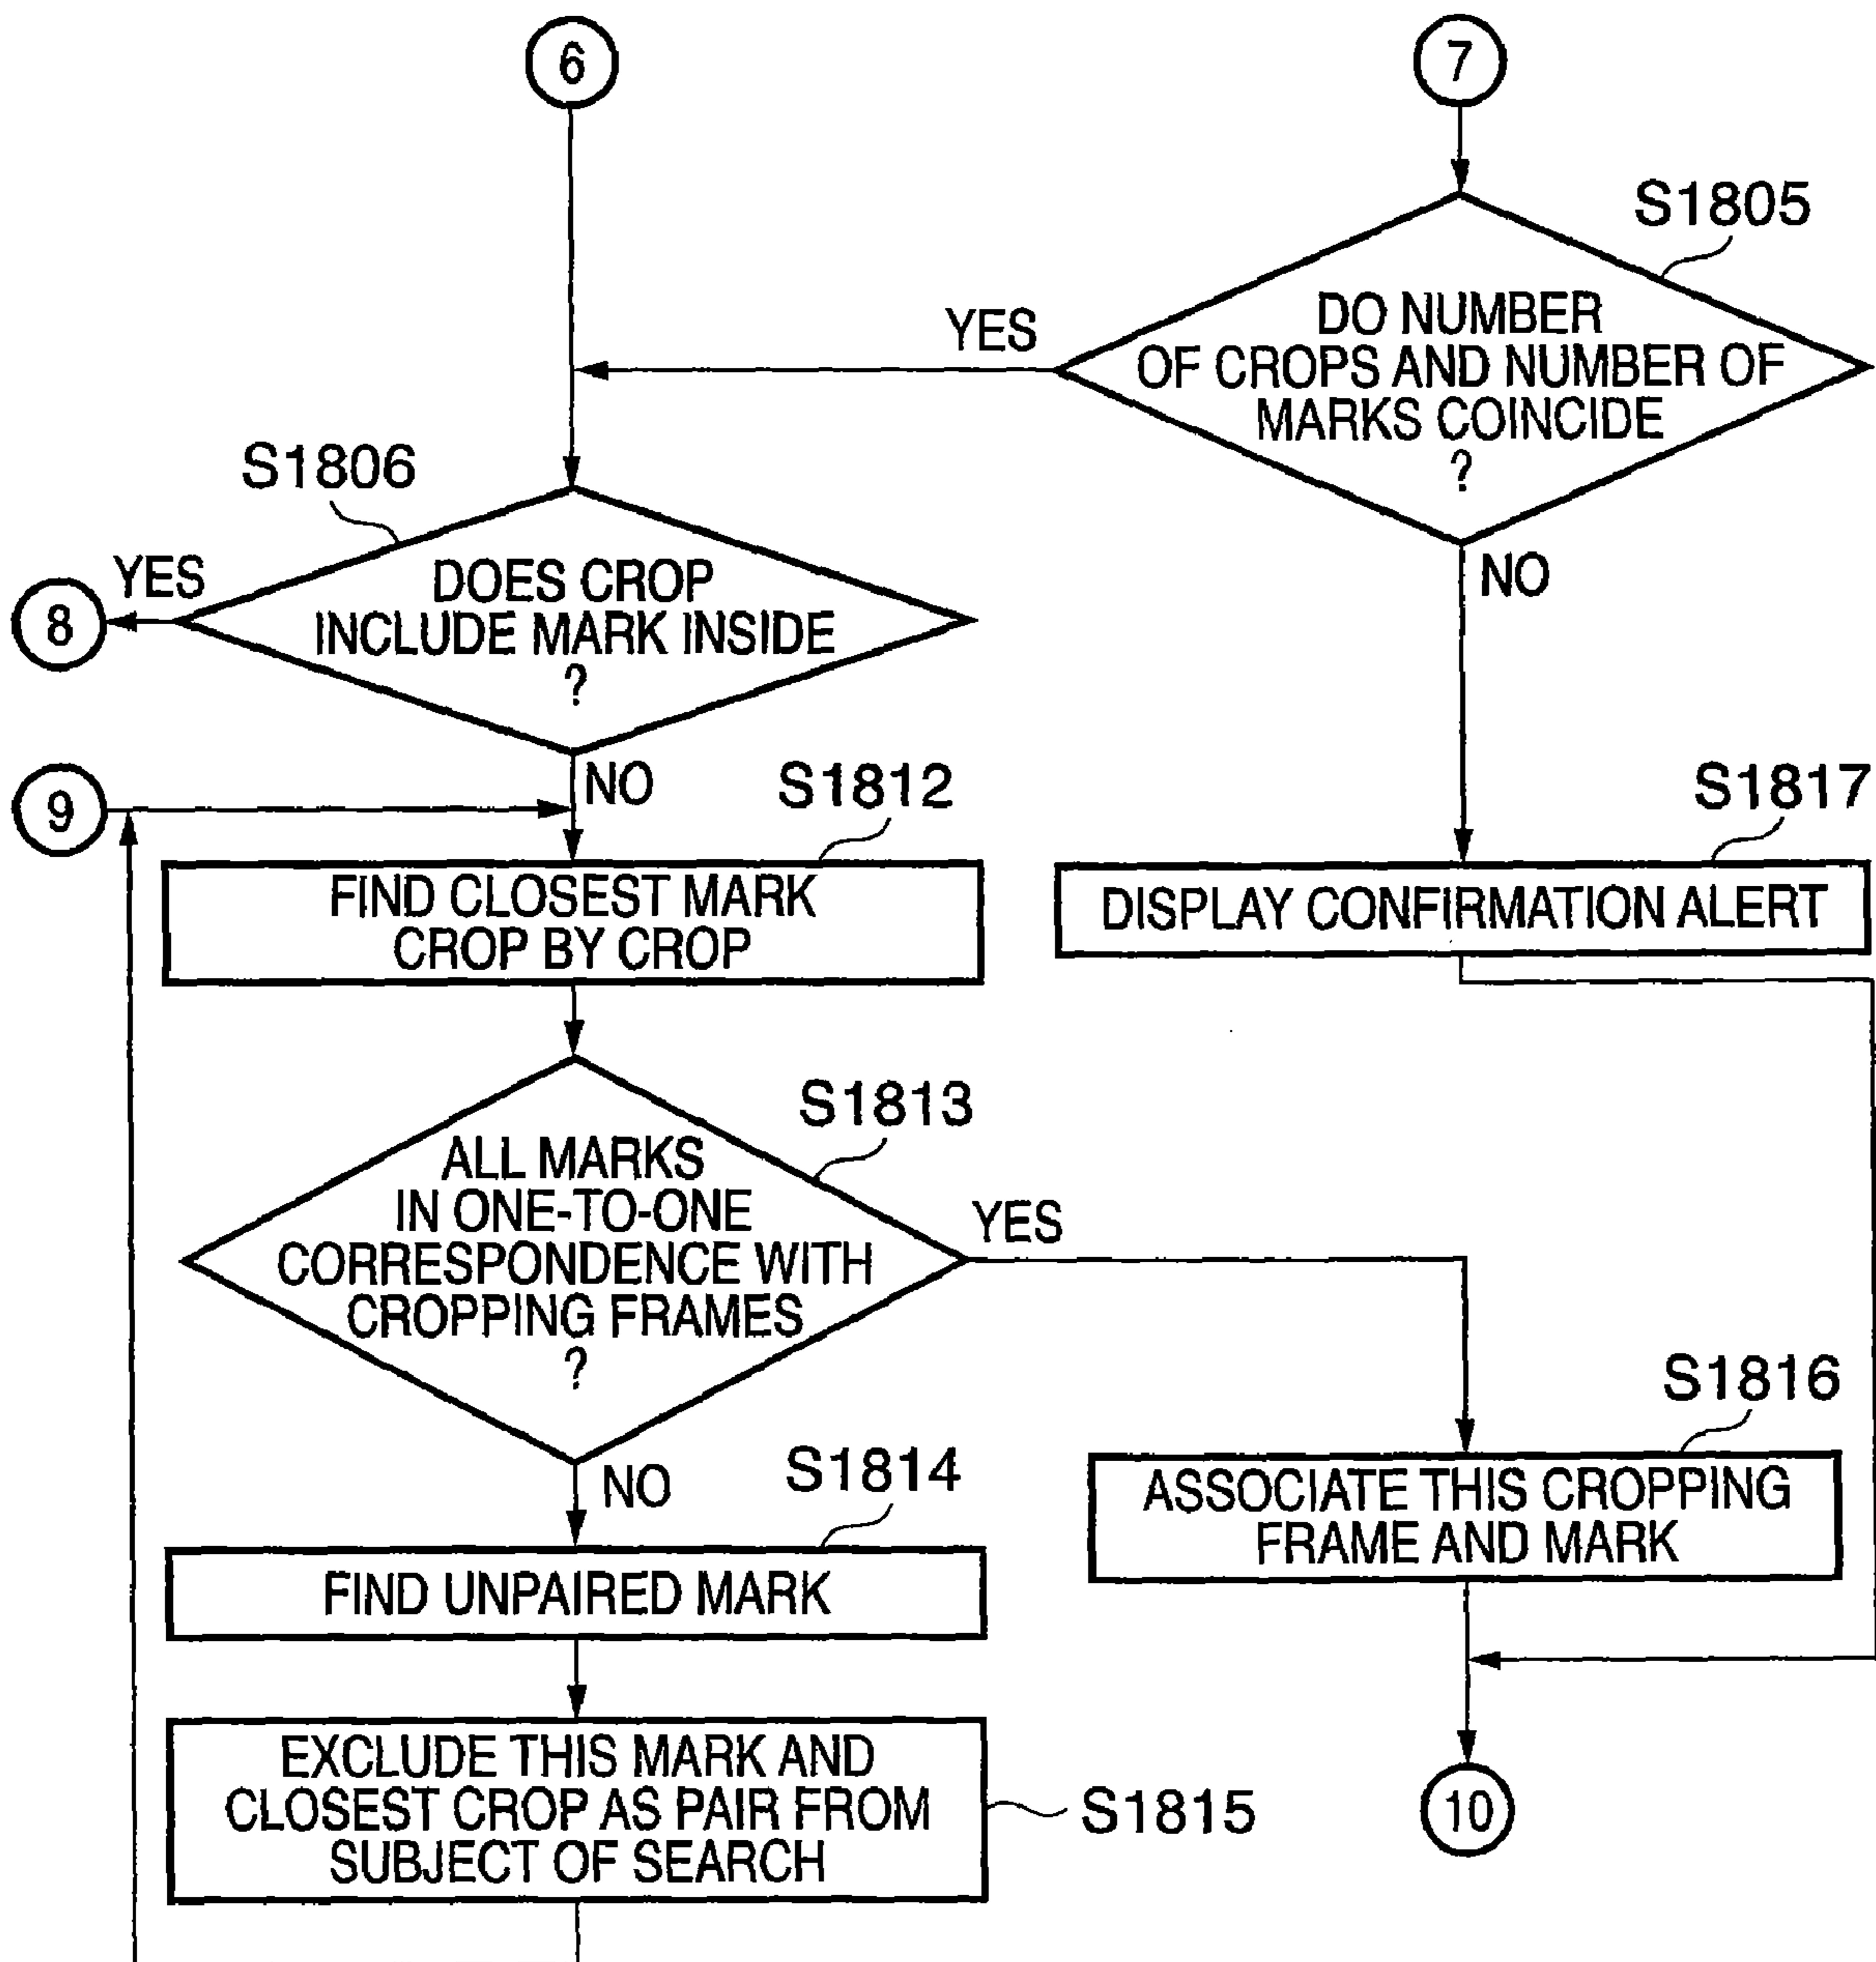 6
7
S1805
DO NUMBER
OF CROPS AND NUMBER OF
MARKS COINCIDE
?
YES
NO
S1806
DOES CROP
INCLUDE MARK INSIDE
?
YES
8
NO
9
S1812
FIND CLOSEST MARK
CROP BY CROP
S1817
DISPLAY CONFIRMATION ALERT
S1813
ALL MARKS
IN ONE-TO-ONE
CORRESPONDENCE WITH
CROPPING FRAMES
?
YES
NO
S1816
ASSOCIATE THIS CROPPING
FRAME AND MARK
S1814
FIND UNPAIRED MARK
EXCLUDE THIS MARK AND
CLOSEST CROP AS PAIR FROM
SUBJECT OF SEARCH
S1815
10